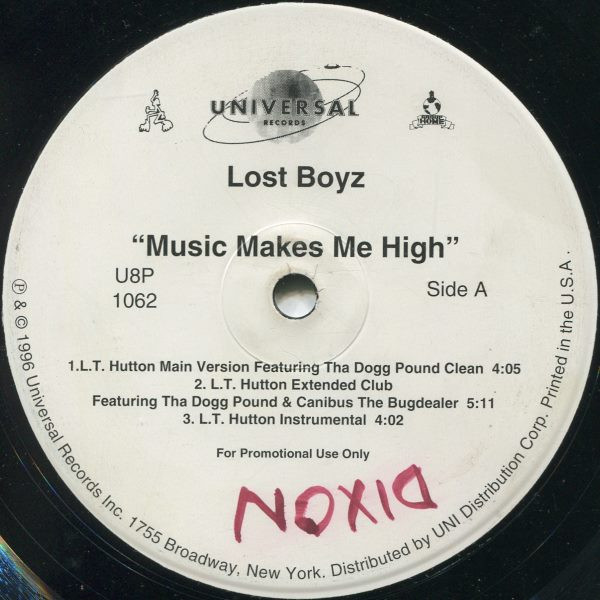 UNIVERSAL
RECORDS
HOME
Lost Boyz
“Music Makes Me High”
U8P
1062
Side A
1.L.T. Hutton Main Version Featuring Tha Dogg Pound Clean 4:05
2. L.T. Hutton Extended Club
Featuring Tha Dogg Pound & Canibus The Bugdealer 5:11
3. L.T. Hutton Instrumental 4:02
For Promotional Use Only
DIXON
℗ & © 1996 Universal Records Inc. 1755 Broadway, New York. Distributed by UNI Distribution Corp. Printed in the U.S.A.